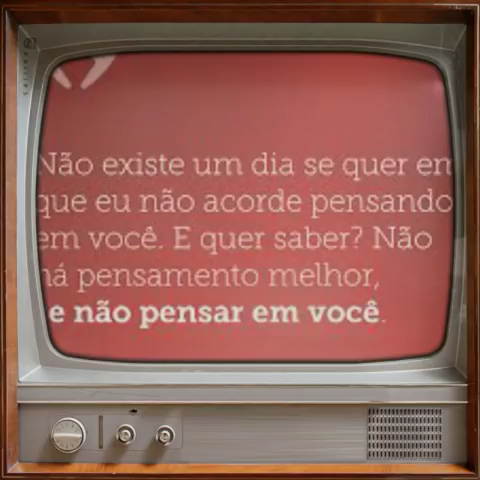 Não existe um dia se quer em
que eu não acorde pensando
em você. E quer saber? Não
há pensamento melhor,
e não pensar em você.